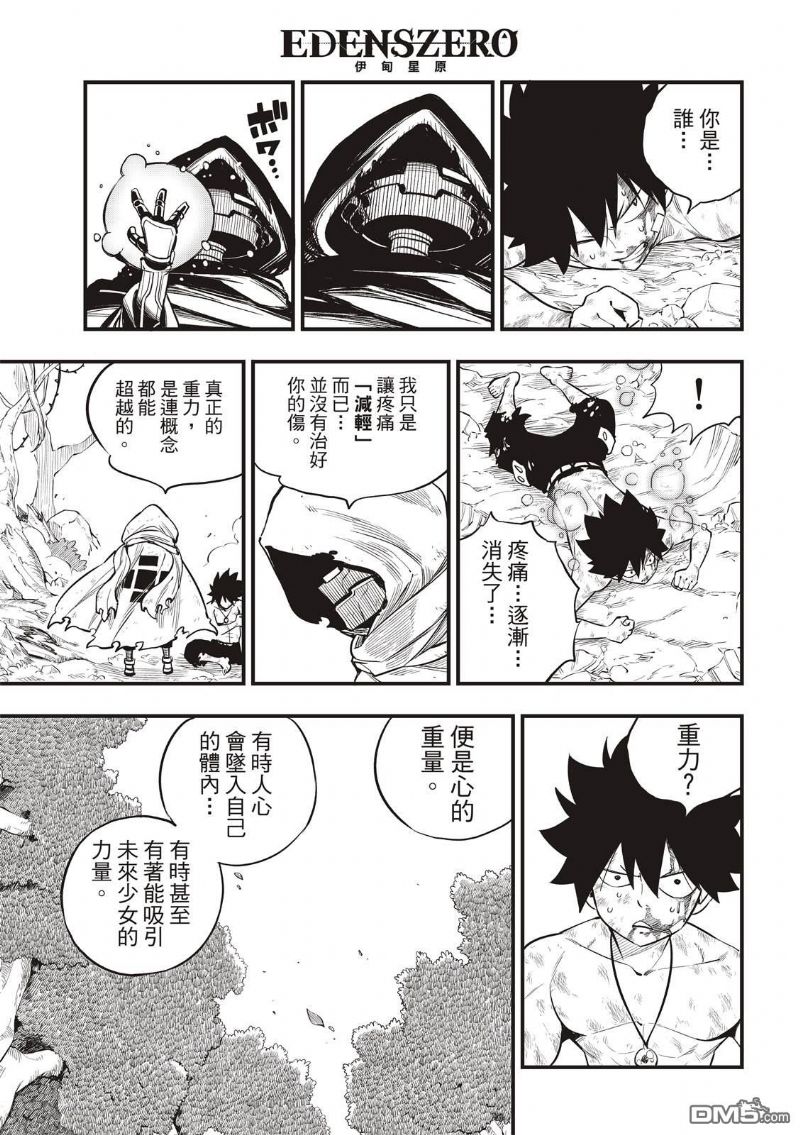 EDENSZERO
伊甸星原
你是…
誰…
ボワ…
！
疼痛…逐漸…
消失了…
我只是
讓疼痛
「減輕」
而已…
並沒有治好
你的傷。
真正的
重力，
是連概念
都能
超越的。
重力？
便是心的
重量。
有時人心
會墜入自己
的體內…
有時甚至
有著能吸引
未來少女的
力量。
DM5.com